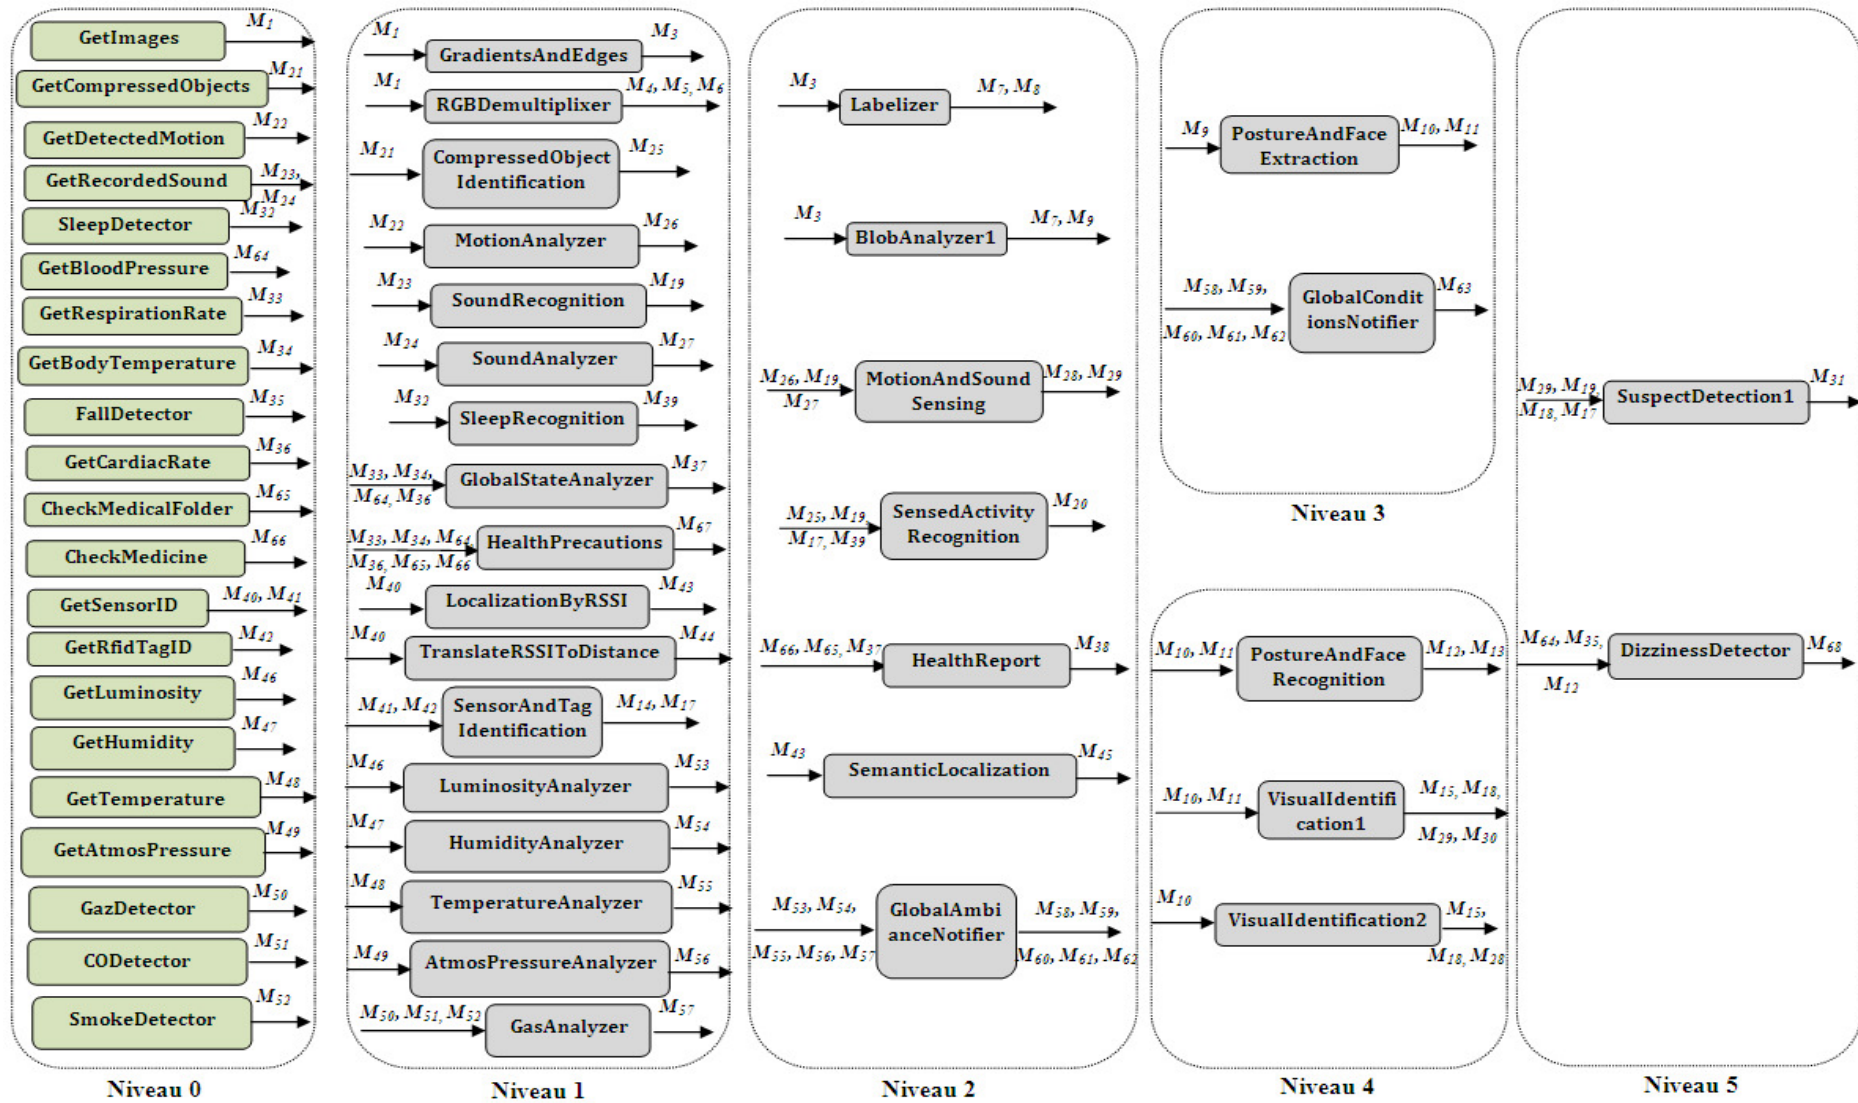 GetImages M1
GetCompressedObjects M21
GetDetectedMotion M22
GetRecordedSound M23,
M24
SleepDetector M32
GetBloodPressure M64
GetRespirationRate M33
GetBodyTemperature M34
FallDetector M35
GetCardiacRate M36
CheckMedicalFolder M65
CheckMedicine M66
GetSensorID M40, M41
GetRfidTagID M42
GetLuminosity M46
GetHumidity M47
GetTemperature M48
GetAtmosPressure M49
GazDetector M50
CODetector M51
SmokeDetector M52
Niveau 0
M1 GradientsAndEdges M3
M1 RGBDemultiplixer M4, M5, M6
M21 CompressedObject M25
Identification
M22 MotionAnalyzer M26
M23 SoundRecognition M19
M24 SoundAnalyzer M27
M32 SleepRecognition M39
M33, M34, GlobalStateAnalyzer M37
M64, M36
M33, M34, M64, HealthPrecautions M67
M36, M65, M66
M40 LocalizationByRSSI M43
M40 TranslateRSSIToDistance M44
M41, M42 SensorAndTag M14, M17
Identification
M46 LuminosityAnalyzer M53
M47 HumidityAnalyzer M54
M48 TemperatureAnalyzer M55
M49 AtmosPressureAnalyzer M56
M50, M51, M52 GasAnalyzer M57
Niveau 1
M3 Labelizer M7, M8
M3 BlobAnalyzer1 M7, M9
M26, M19 MotionAndSound M28, M29
M27 Sensing
M25, M19, SensedActivity M20
M17, M39 Recognition
M66, M65, M37 HealthReport M38
M43 SemanticLocalization M45
M53, M54, GlobalAmbi M58, M59,
M55, M56, M57 anceNotifier M60, M61, M62
Niveau 2
M9 PostureAndFace M10, M11
Extraction
M58, M59, GlobalCondit M63
M60, M61, M62 ionsNotifier
Niveau 3
M10, M11 PostureAndFace M12, M13
Recognition
M10, M11 VisualIdentifi M15, M18,
cation1 M29, M30
M10 VisualIdentification2 M15,
M18, M28
Niveau 4
M29, M19, SuspectDetection1 M31
M18, M17
M64, M35, DizzinessDetector M68
M12
Niveau 5